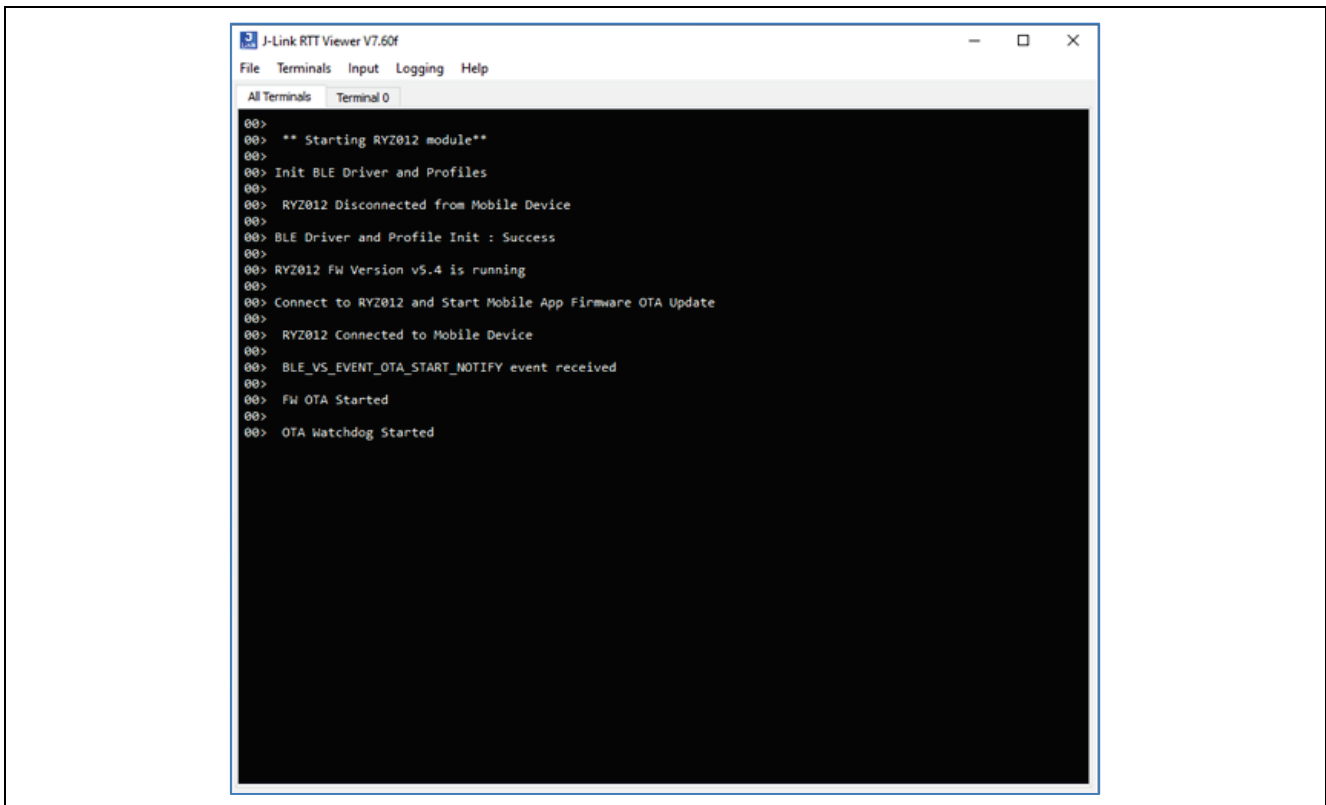 J-Link RTT Viewer V7.60f
File Terminals Input Logging Help
All Terminals Terminal 0
00>
00>  ** Starting RYZ012 module**
00>
00> Init BLE Driver and Profiles
00>
00>  RYZ012 Disconnected from Mobile Device
00>
00> BLE Driver and Profile Init : Success
00>
00> RYZ012 FW Version v5.4 is running
00>
00> Connect to RYZ012 and Start Mobile App Firmware OTA Update
00>
00>  RYZ012 Connected to Mobile Device
00>
00>  BLE_VS_EVENT_OTA_START_NOTIFY event received
00>
00>  FW OTA Started
00>
00>  OTA Watchdog Started